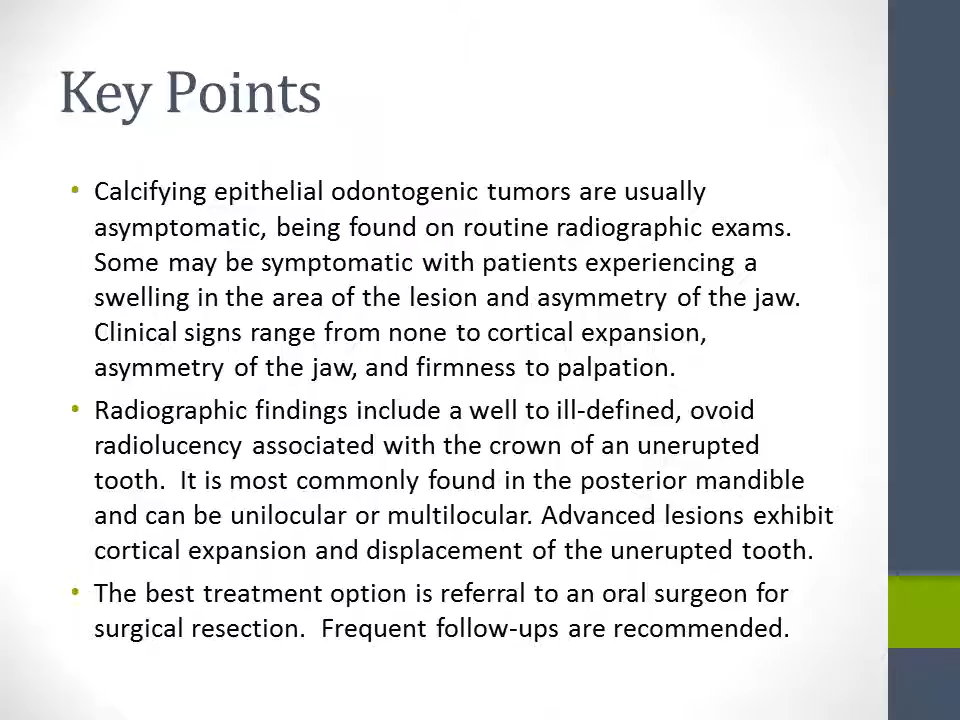 Key Points
• Calcifying epithelial odontogenic tumors are usually
asymptomatic, being found on routine radiographic exams.
Some may be symptomatic with patients experiencing a
swelling in the area of the lesion and asymmetry of the jaw.
Clinical signs range from none to cortical expansion,
asymmetry of the jaw, and firmness to palpation.
• Radiographic findings include a well to ill-defined, ovoid
radiolucency associated with the crown of an unerupted
tooth.  It is most commonly found in the posterior mandible
and can be unilocular or multilocular. Advanced lesions exhibit
cortical expansion and displacement of the unerupted tooth.
• The best treatment option is referral to an oral surgeon for
surgical resection.  Frequent follow-ups are recommended.